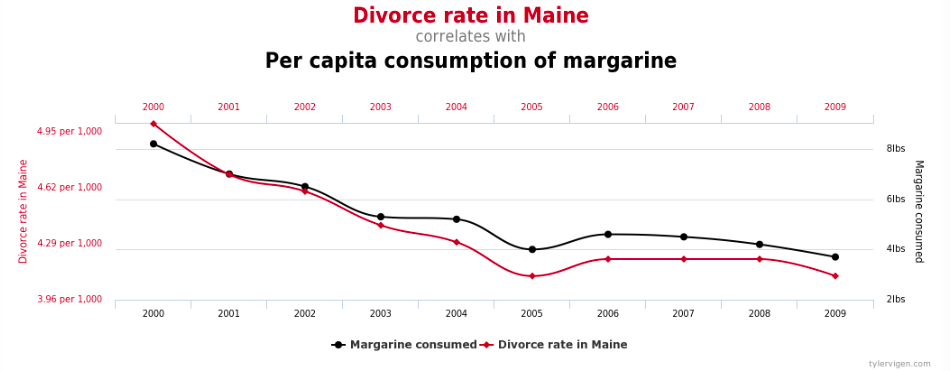 Divorce rate in Maine
correlates with
Per capita consumption of margarine
2000 2001 2002 2003 2004 2005 2006 2007 2008 2009
4.95 per 1,000
8lbs
4.62 per 1,000
6lbs
Divorce rate in Maine
Margarine consumed
4.29 per 1,000
4lbs
3.96 per 1,000
2lbs
2000 2001 2002 2003 2004 2005 2006 2007 2008 2009
Margarine consumed Divorce rate in Maine
tylervigen.com